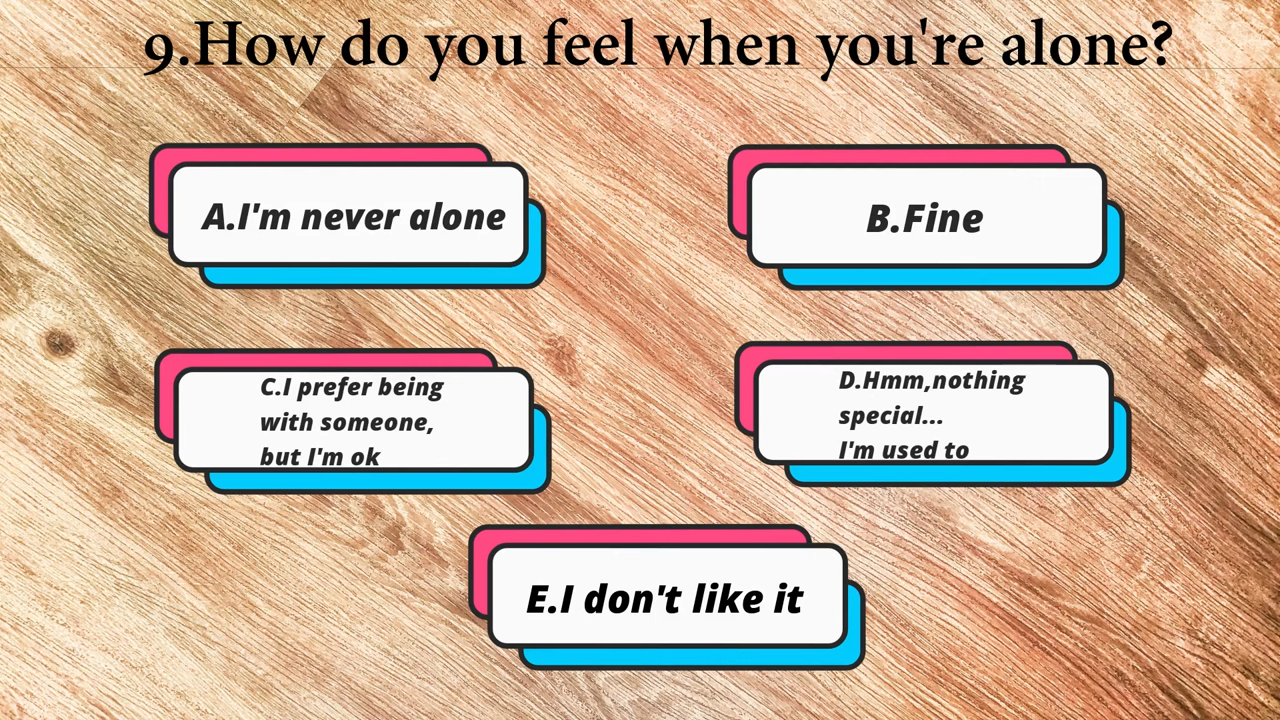 9.How do you feel when you're alone?
A.I'm never alone
B.Fine
C.I prefer being
with someone,
but I'm ok
D.Hmm,nothing
special...
I'm used to
E.I don't like it